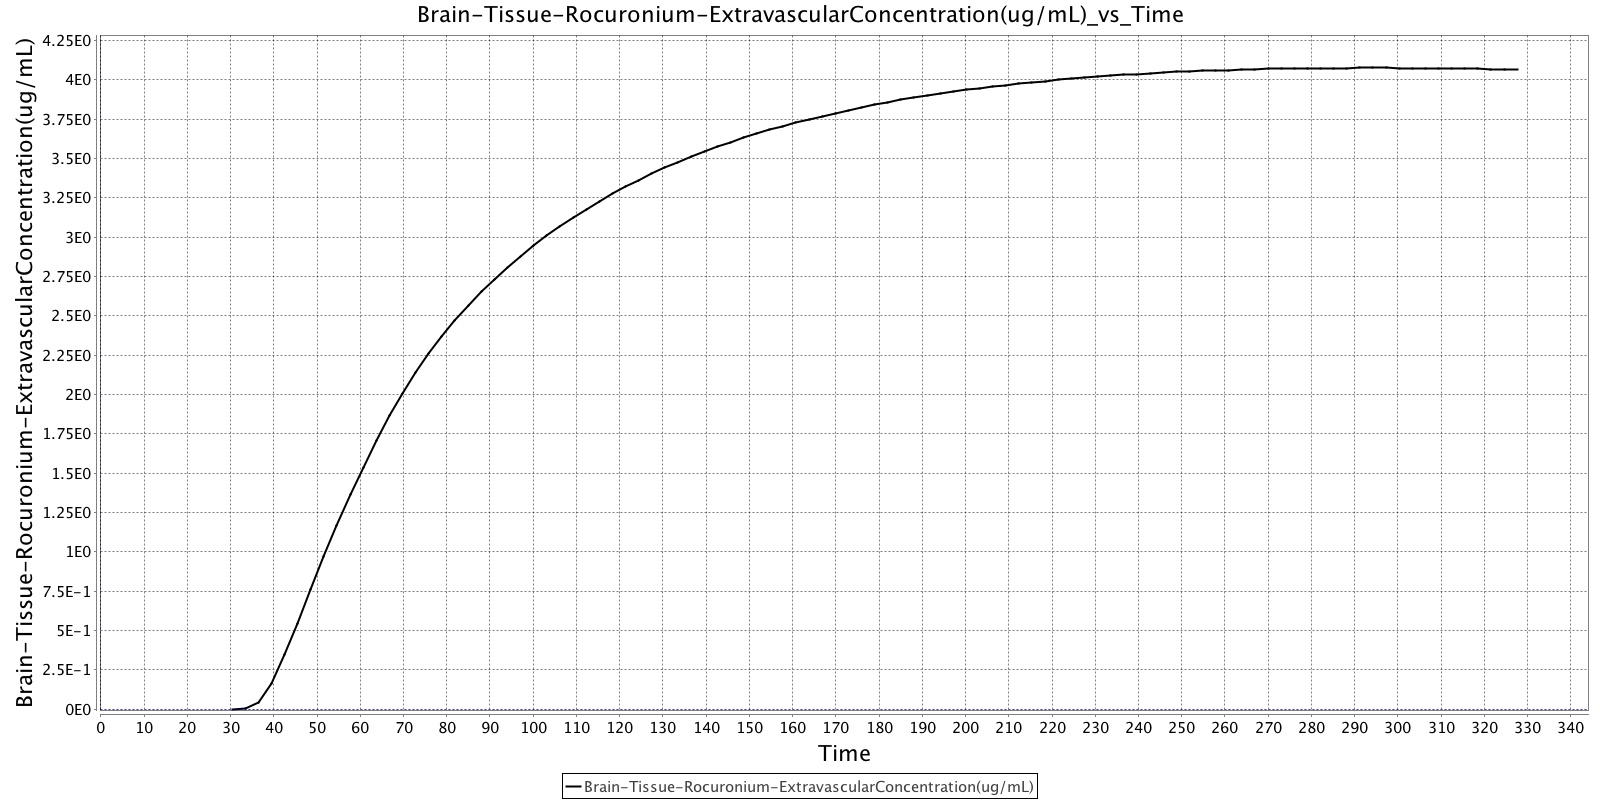 Brain-Tissue-Rocuronium-ExtravascularConcentration(ug/mL)_vs_Time
Brain-Tissue-Rocuronium-ExtravascularConcentration(ug/mL)
4.25E0
4E0
3.75E0
3.5E0
3.25E0
3E0
2.75E0
2.5E0
2.25E0
2E0
1.75E0
1.5E0
1.25E0
1E0
7.5E-1
5E-1
2.5E-1
0E0
0 10 20 30 40 50 60 70 80 90 100 110 120 130 140 150 160 170 180 190 200 210 220 230 240 250 260 270 280 290 300 310 320 330 340
Time
Brain-Tissue-Rocuronium-ExtravascularConcentration(ug/mL)